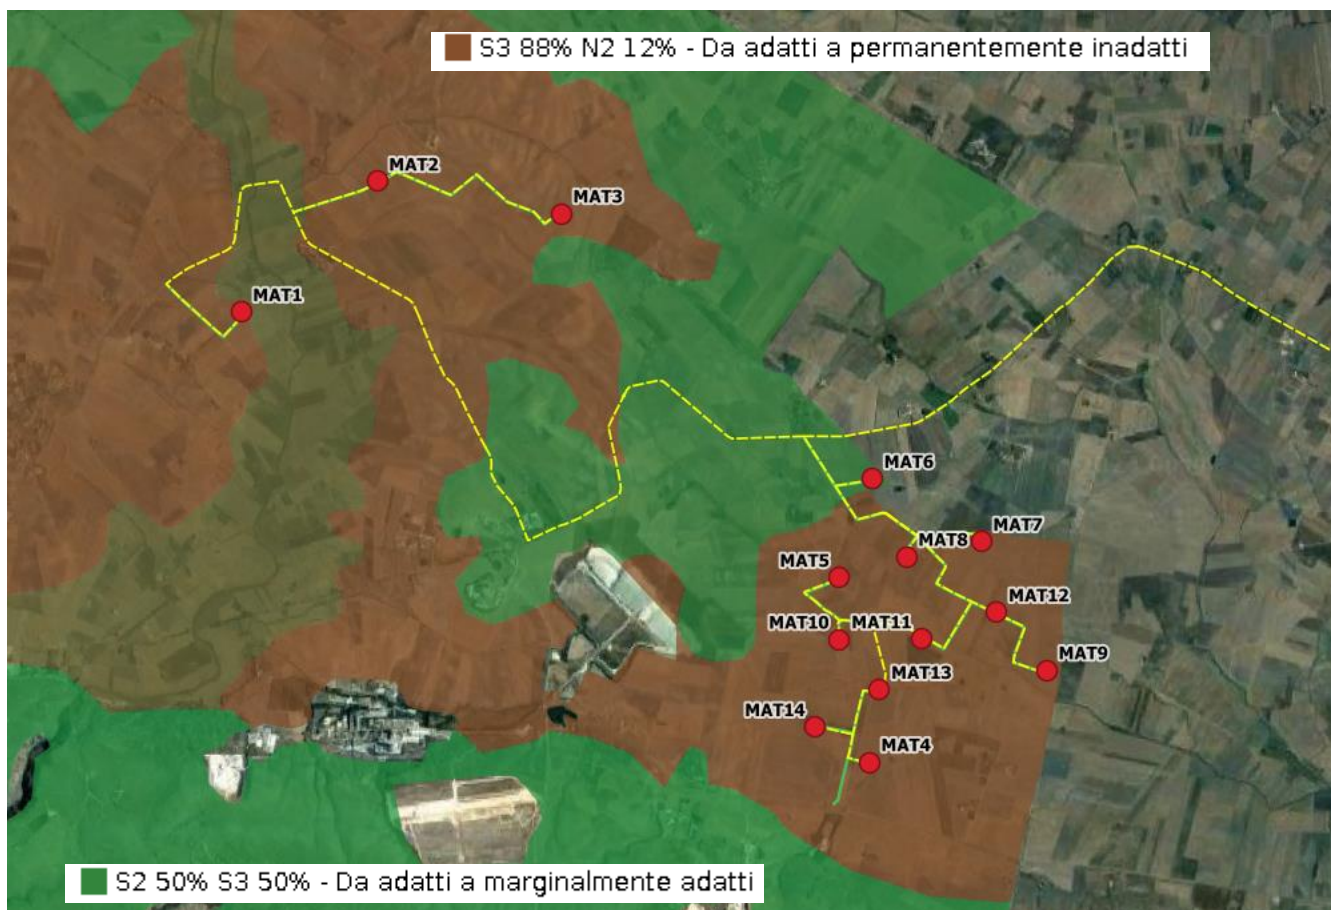 S3 88% N2 12% - Da adatti a permanentemente inadatti
MAT2
MAT3
MAT1
MAT6
MAT7
MAT8
MAT5
MAT12
MAT10
MAT11
MAT9
MAT13
MAT14
MAT4
S2 50% S3 50% - Da adatti a marginalmente adatti